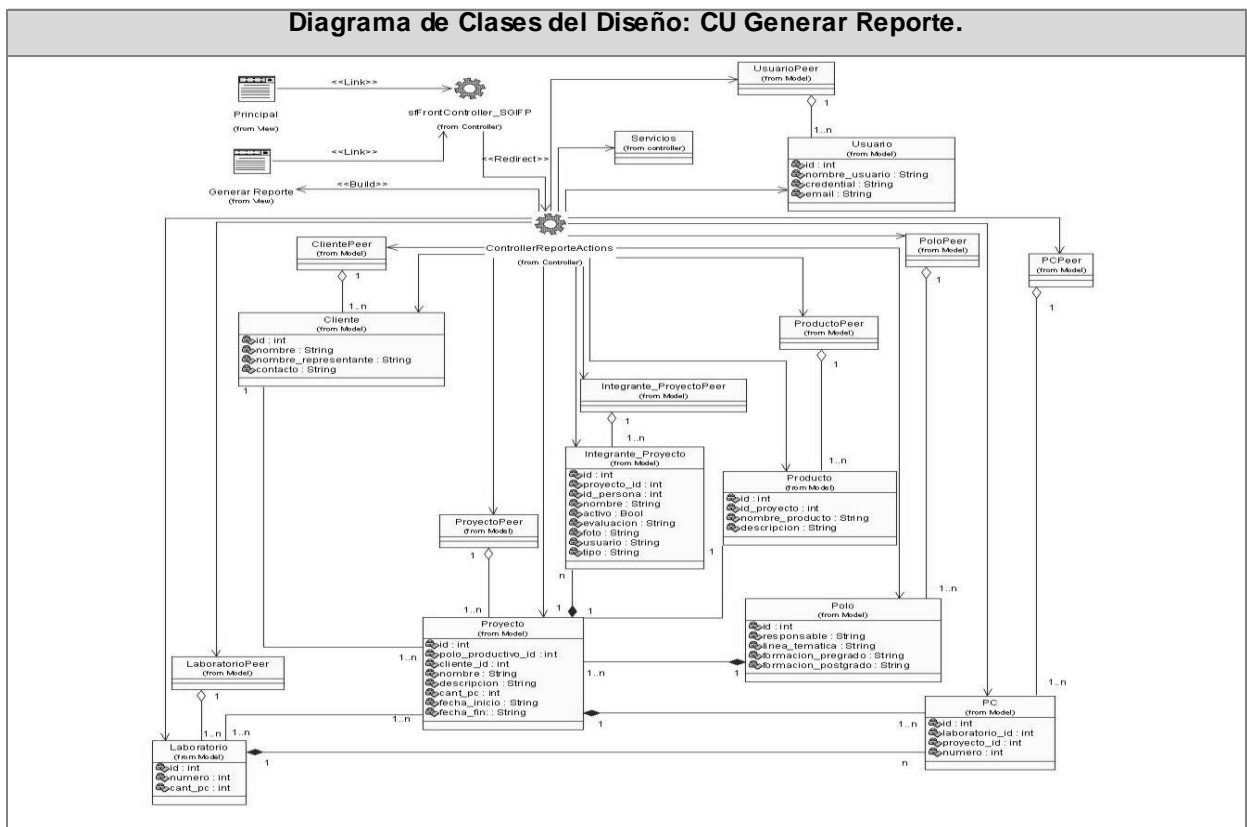 Diagrama de Clases del Diseño: CU Generar Reporte.
<<Link>>
Principal
(from View)
sfFrontController_SGIFP
(from Controller)
<<Link>>
<<Redirect>>
Generar Reporte
(from View)
<<Build>>
Servicios
(from controller)
UsuarioPeer
(from Model)
1
1..n
Usuario
(from Model)
id : int
nombre_usuario : String
credential : String
email : String
ControllerReporteActions
(from Controller)
ClientePeer
(from Model)
1
1..n
Cliente
(from Model)
id : int
nombre : String
nombre_representante : String
contacto : String
1
PoloPeer
(from Model)
1
PCPeer
(from Model)
1
ProductoPeer
(from Model)
1
1..n
Integrante_ProyectoPeer
(from Model)
1
1..n
Integrante_Proyecto
(from Model)
id : int
proyecto_id : int
id_persona : int
nombre : String
activo : Bool
evaluacion : String
foto : String
usuario : String
tipo : String
n
1
Producto
(from Model)
id : int
id_proyecto : int
nombre_producto : String
descripcion : String
1
ProyectoPeer
(from Model)
1
1..n
1
Proyecto
(from Model)
id : int
polo_productivo_id : int
cliente_id : int
nombre : String
descripcion : String
cant_pc : int
fecha_inicio : String
fecha_fin: : String
1..n
1..n
1..n
1
1..n
Polo
(from Model)
id : int
responsable : String
linea_tematica : String
formacion_pregrado : String
formacion_postgrado : String
1
LaboratorioPeer
(from Model)
1
1..n
1..n
Laboratorio
(from Model)
id : int
numero : int
cant_pc : int
1
1..n
PC
(from Model)
id : int
laboratorio_id : int
proyecto_id : int
numero : int
1..n
n